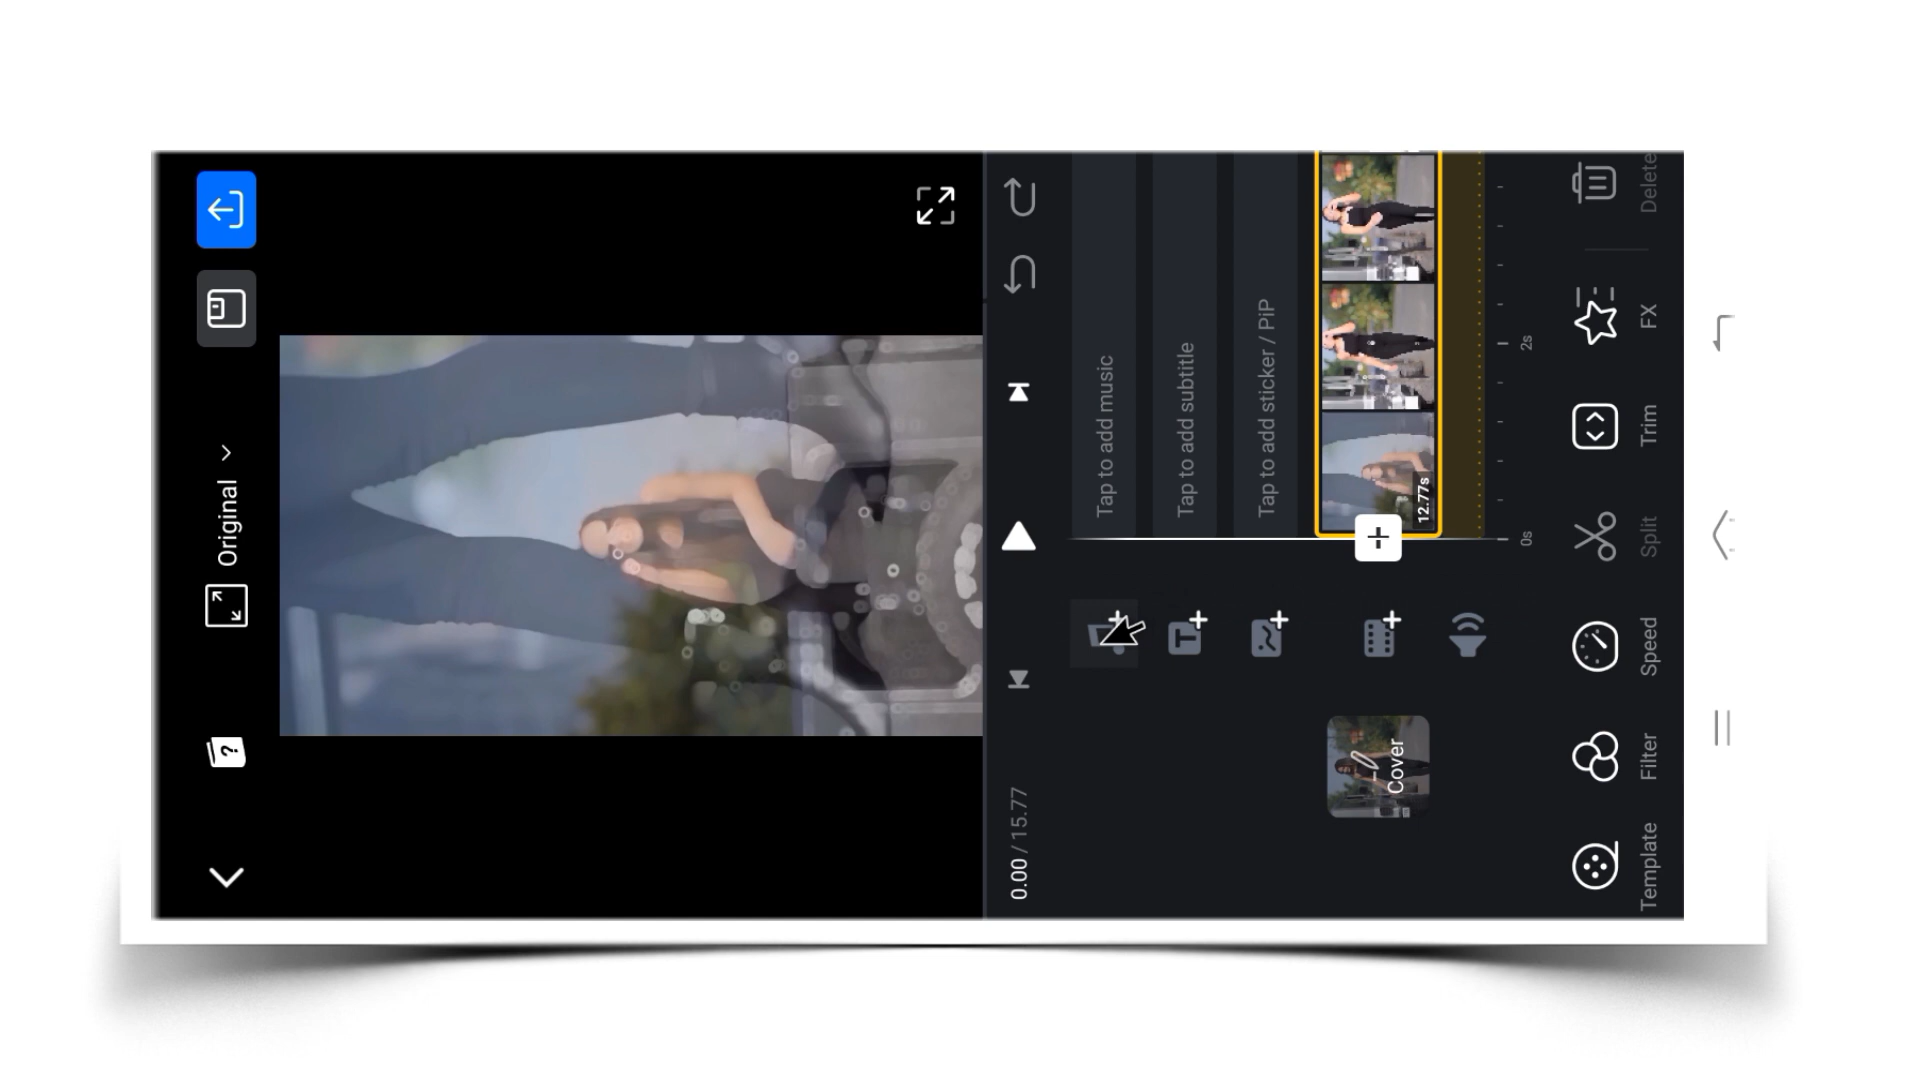 ?
Original
0.00 / 15.77
Tap to add music
Tap to add subtitle
Tap to add sticker / PiP
T
Cover
12.77s
0s
2s
Template
Filter
Speed
Split
Trim
FX
Delete